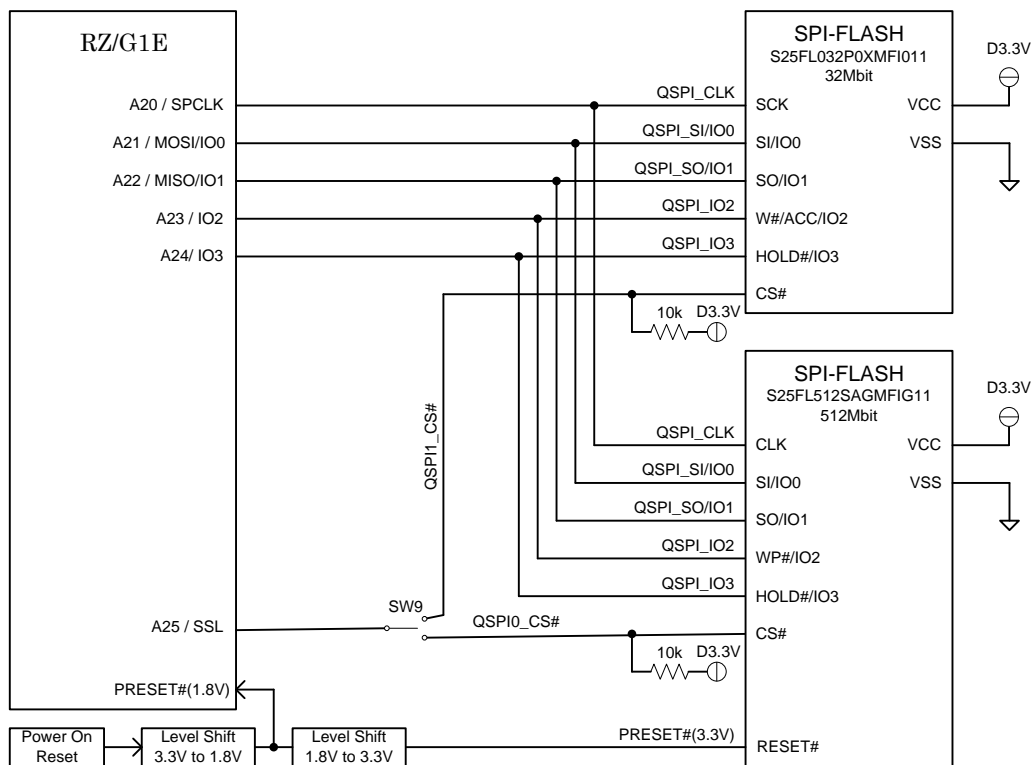 RZ/G1E
A20 / SPCLK
A21 / MOSI/IO0
A22 / MISO/IO1
A23 / IO2
A24/ IO3
A25 / SSL
PRESET#(1.8V)
QSPI_CLK
QSPI_SI/IO0
QSPI_SO/IO1
QSPI_IO2
QSPI_IO3
SPI-FLASH
S25FL032P0XMFI011
32Mbit
SCK
SI/IO0
SO/IO1
W#/ACC/IO2
HOLD#/IO3
CS#
VCC
VSS
D3.3V
10k D3.3V
QSPI1_CS#
SW9
QSPI0_CS#
QSPI_CLK
QSPI_SI/IO0
QSPI_SO/IO1
QSPI_IO2
QSPI_IO3
SPI-FLASH
S25FL512SAGMFIG11
512Mbit
CLK
SI/IO0
SO/IO1
WP#/IO2
HOLD#/IO3
CS#
RESET#
VCC
VSS
D3.3V
10k D3.3V
PRESET#(3.3V)
Power On
Reset
Level Shift
3.3V to 1.8V
Level Shift
1.8V to 3.3V